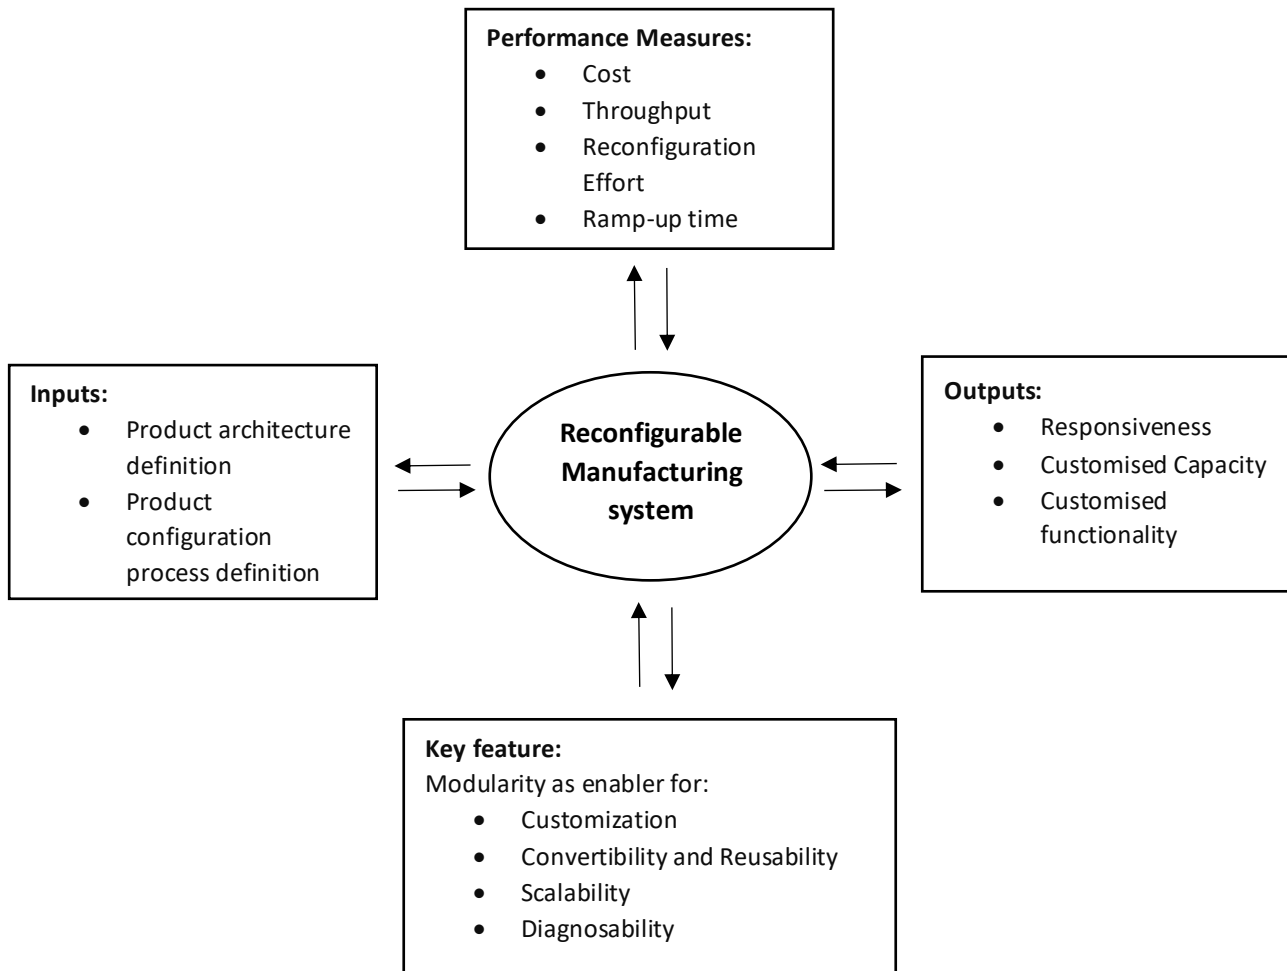 Performance Measures:
• Cost
• Throughput
• Reconfiguration
Effort
• Ramp-up time
Inputs:
• Product architecture
definition
• Product
configuration
process definition
Reconfigurable
Manufacturing
system
Outputs:
• Responsiveness
• Customised Capacity
• Customised
functionality
Key feature:
Modularity as enabler for:
• Customization
• Convertibility and Reusability
• Scalability
• Diagnosability